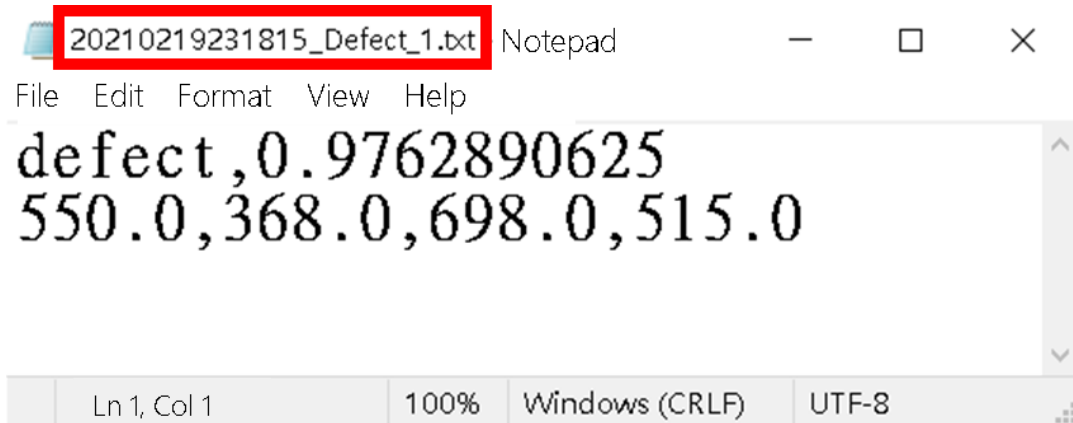 20210219231815_Defect_1.txt Notepad
File Edit Format View Help
defect,0.9762890625
550.0,368.0,698.0,515.0
Ln 1, Col 1 100% Windows (CRLF) UTF-8